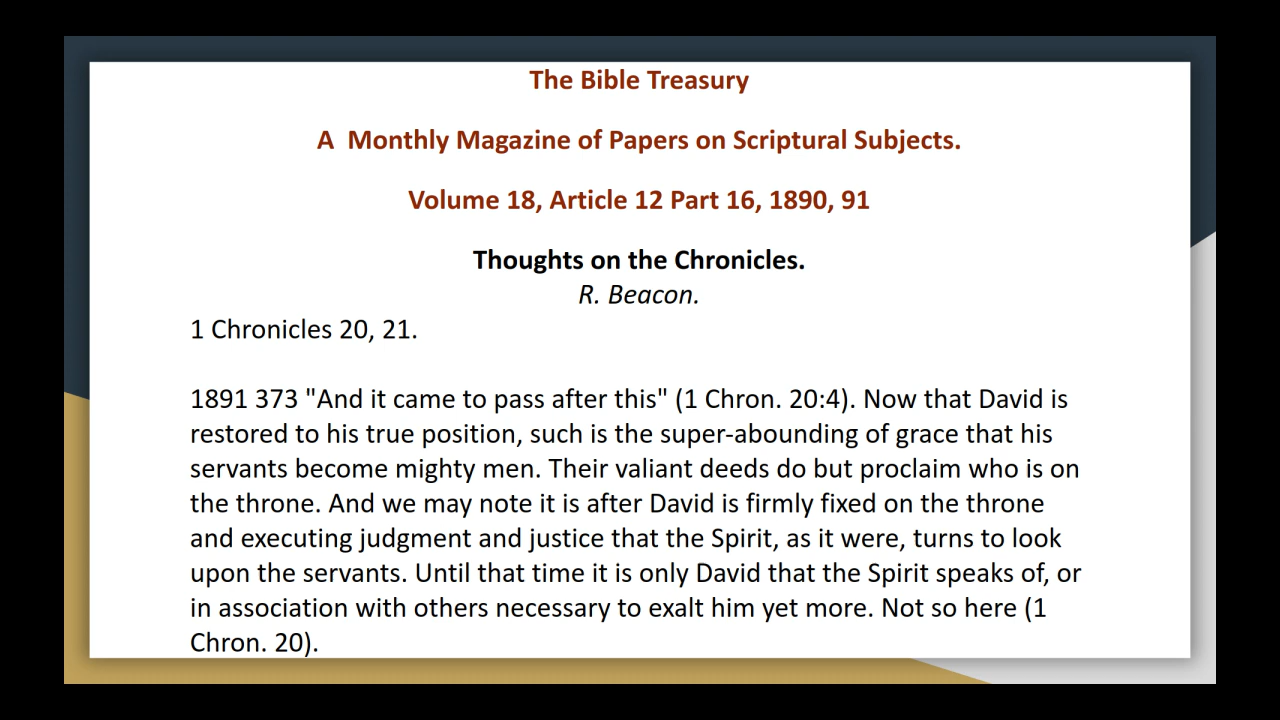 The Bible Treasury
A  Monthly Magazine of Papers on Scriptural Subjects.
Volume 18, Article 12 Part 16, 1890, 91
Thoughts on the Chronicles.
R. Beacon.
1 Chronicles 20, 21.
1891 373 "And it came to pass after this" (1 Chron. 20:4). Now that David is
restored to his true position, such is the super-abounding of grace that his
servants become mighty men. Their valiant deeds do but proclaim who is on
the throne. And we may note it is after David is firmly fixed on the throne
and executing judgment and justice that the Spirit, as it were, turns to look
upon the servants. Until that time it is only David that the Spirit speaks of, or
in association with others necessary to exalt him yet more. Not so here (1
Chron. 20).